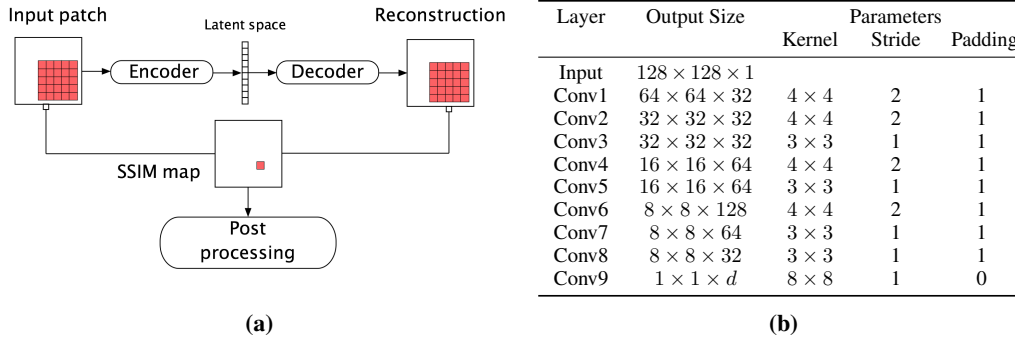 Input patch
Latent space
Reconstruction
Encoder
Decoder
SSIM map
Post
processing
(a)
Layer Output Size Parameters
Kernel Stride Padding
Input 128 × 128 × 1
Conv1 64 × 64 × 32 4 × 4 2 1
Conv2 32 × 32 × 32 4 × 4 2 1
Conv3 32 × 32 × 32 3 × 3 1 1
Conv4 16 × 16 × 64 4 × 4 2 1
Conv5 16 × 16 × 64 3 × 3 1 1
Conv6 8 × 8 × 128 4 × 4 2 1
Conv7 8 × 8 × 64 3 × 3 1 1
Conv8 8 × 8 × 32 3 × 3 1 1
Conv9 1 × 1 × d 8 × 8 1 0
(b)